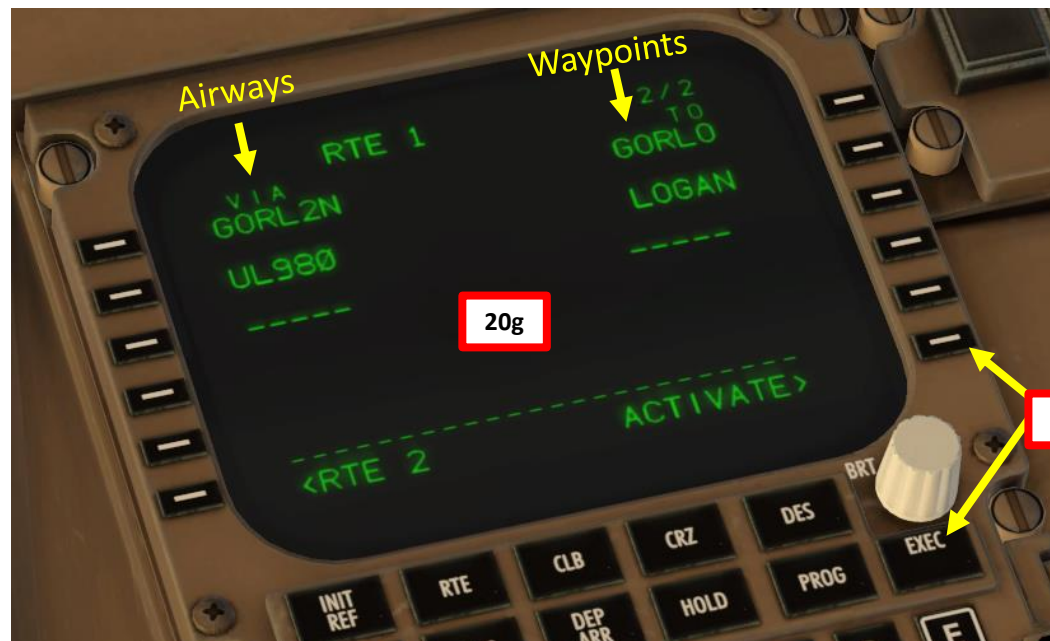 Airways
Waypoints
RTE 1
2/2
VIA
TO
GORL2N
GORLO
UL980
LOGAN
-----
-----
20g
--------------------------------
<RTE 2
ACTIVATE>
BRT
INIT REF
RTE
CLB
CRZ
DES
EXEC
DEP ARR
HOLD
PROG
F